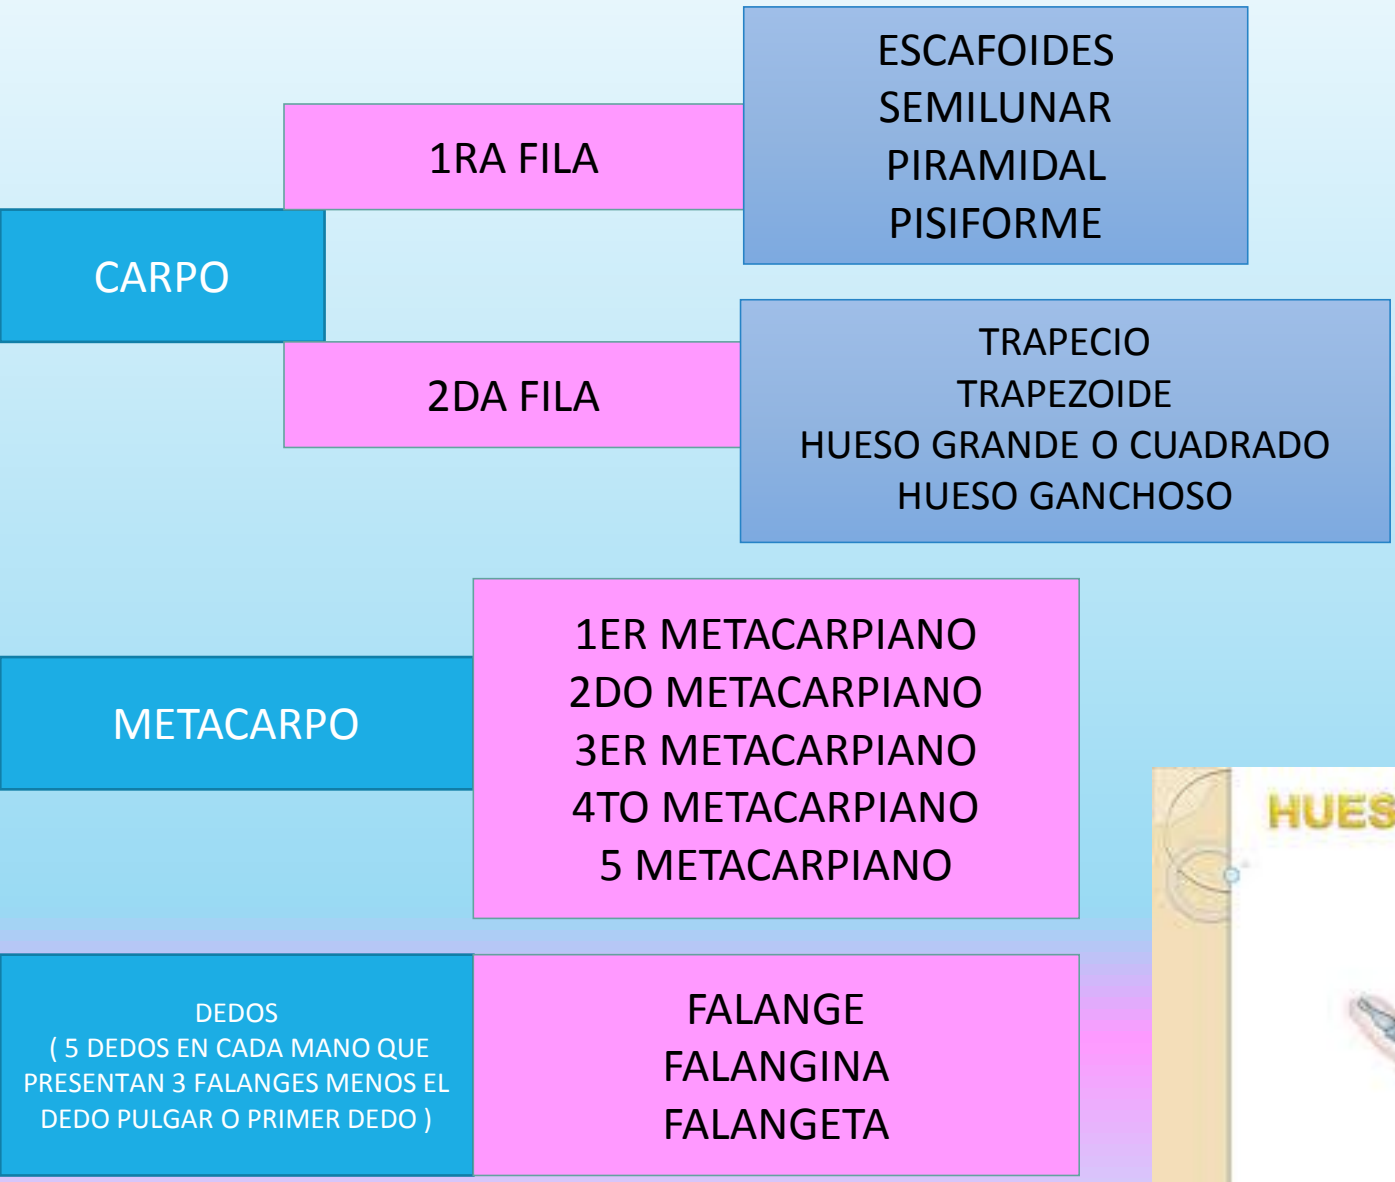 ESCAFOIDES
SEMILUNAR
PIRAMIDAL
PISIFORME
1RA FILA
CARPO
2DA FILA
TRAPECIO
TRAPEZOIDE
HUESO GRANDE O CUADRADO
HUESO GANCHOSO
METACARPO
1ER METACARPIANO
2DO METACARPIANO
3ER METACARPIANO
4TO METACARPIANO
5 METACARPIANO
HUES
DEDOS
( 5 DEDOS EN CADA MANO QUE
PRESENTAN 3 FALANGES MENOS EL
DEDO PULGAR O PRIMER DEDO )
FALANGE
FALANGINA
FALANGETA